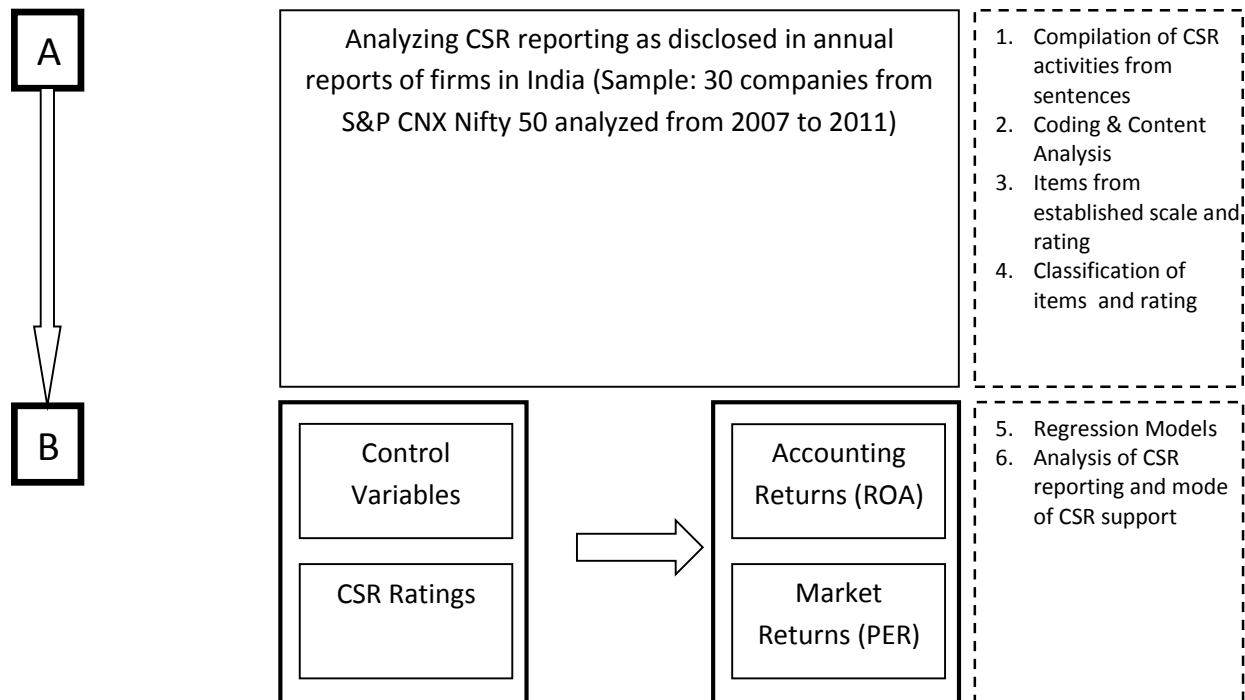 A
Analyzing CSR reporting as disclosed in annual
reports of firms in India (Sample: 30 companies from
S&P CNX Nifty 50 analyzed from 2007 to 2011)
1. Compilation of CSR
activities from
sentences
2. Coding & Content
Analysis
3. Items from
established scale and
rating
4. Classification of
items and rating
B
Control
Variables
CSR Ratings
Accounting
Returns (ROA)
Market
Returns (PER)
5. Regression Models
6. Analysis of CSR
reporting and mode
of CSR support